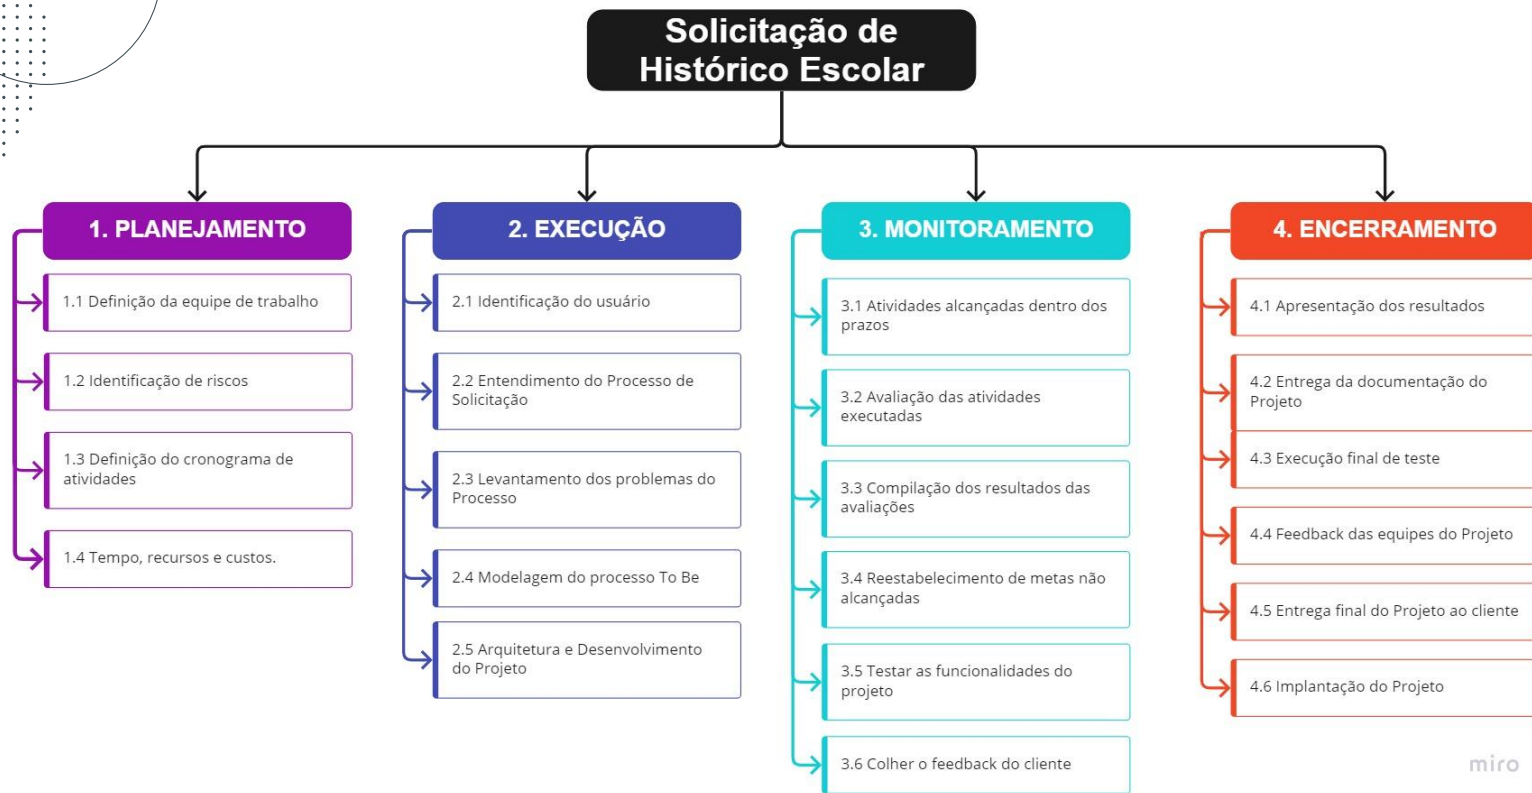 Solicitação de
Histórico Escolar
1. PLANEJAMENTO
1.1 Definição da equipe de trabalho
1.2 Identificação de riscos
1.3 Definição do cronograma de
atividades
1.4 Tempo, recursos e custos.
2. EXECUÇÃO
2.1 Identificação do usuário
2.2 Entendimento do Processo de
Solicitação
2.3 Levantamento dos problemas do
Processo
2.4 Modelagem do processo To Be
2.5 Arquitetura e Desenvolvimento
do Projeto
3. MONITORAMENTO
3.1 Atividades alcançadas dentro dos
prazos
3.2 Avaliação das atividades
executadas
3.3 Compilação dos resultados das
avaliações
3.4 Reestabelecimento de metas não
alcançadas
3.5 Testar as funcionalidades do
projeto
3.6 Colher o feedback do cliente
4. ENCERRAMENTO
4.1 Apresentação dos resultados
4.2 Entrega da documentação do
Projeto
4.3 Execução final de teste
4.4 Feedback das equipes do Projeto
4.5 Entrega final do Projeto ao cliente
4.6 Implantação do Projeto
miro